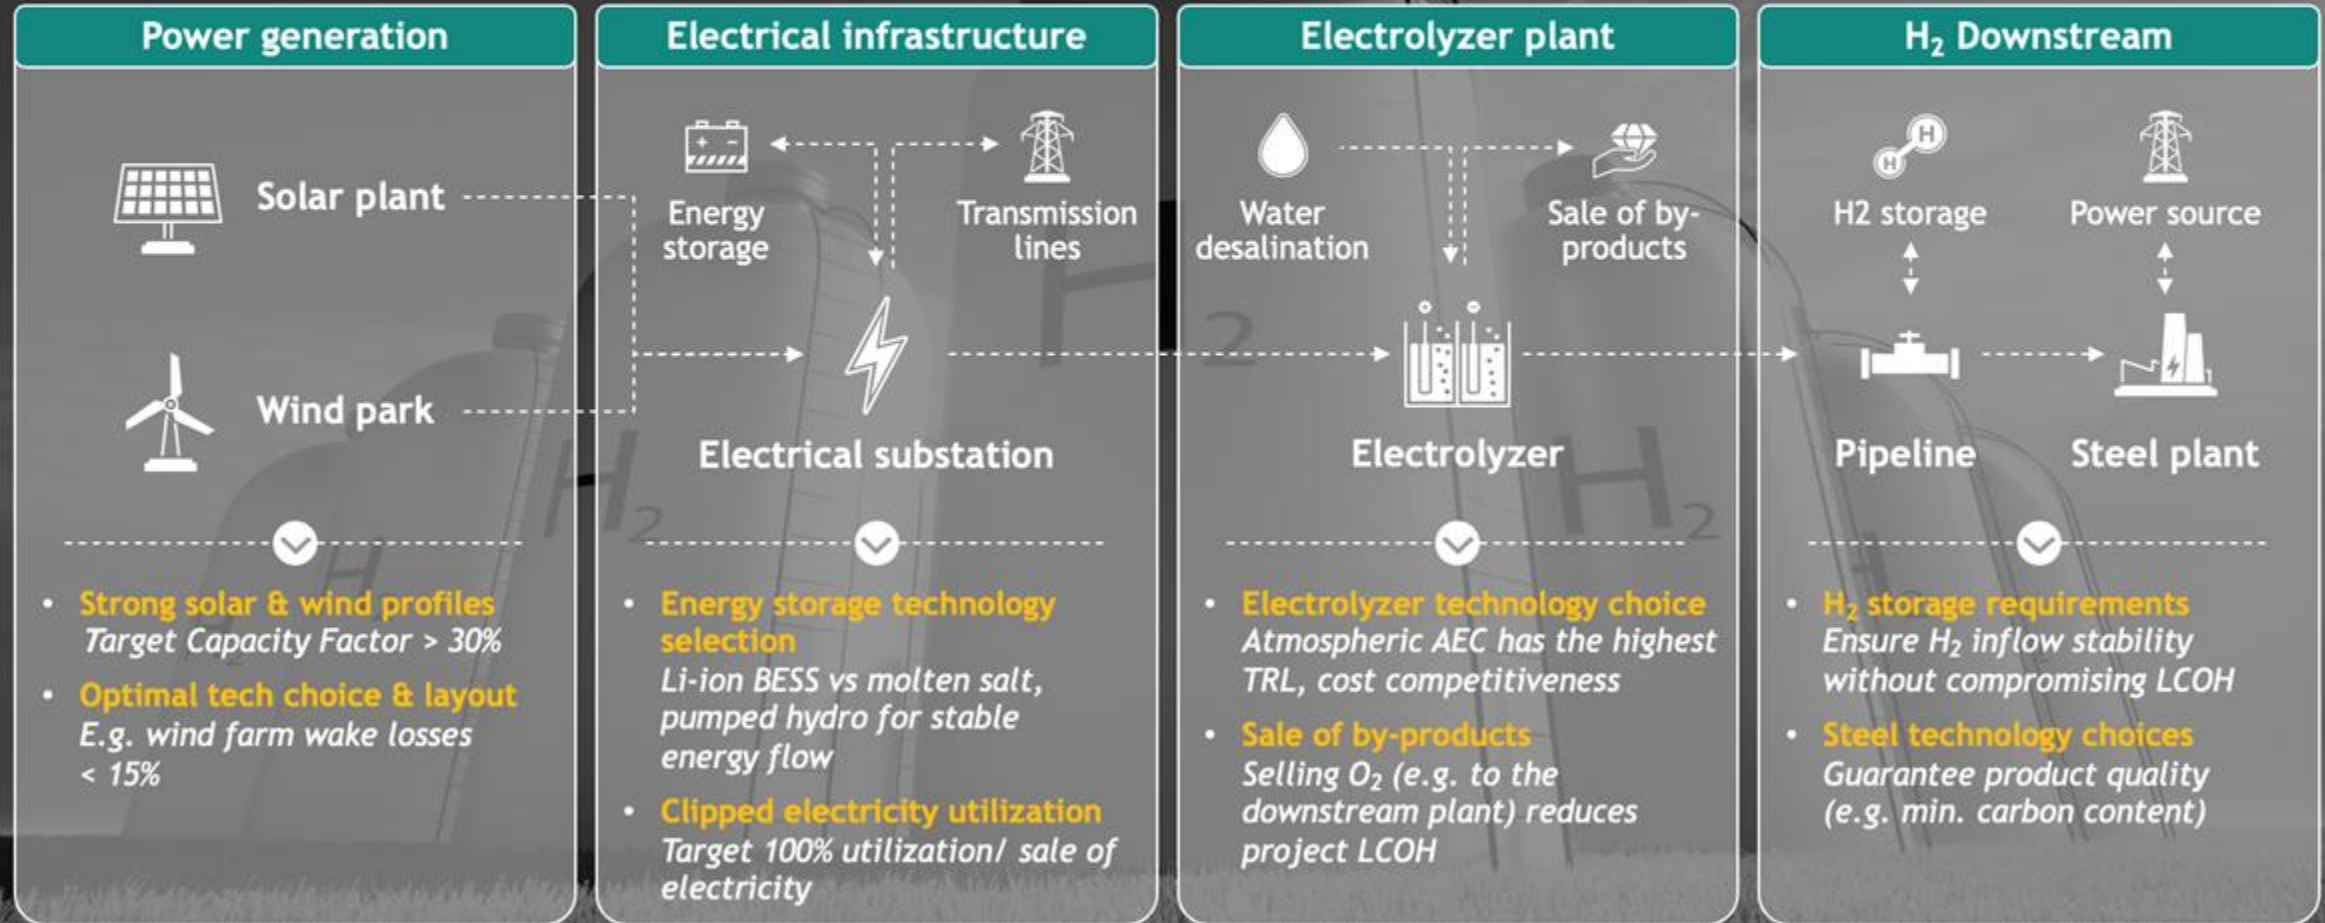 Power generation
Solar plant
Wind park
• Strong solar & wind profiles
Target Capacity Factor > 30%
• Optimal tech choice & layout
E.g. wind farm wake losses
< 15%
Electrical infrastructure
Energy
storage
Transmission
lines
Electrical substation
• Energy storage technology
selection
Li-ion BESS vs molten salt,
pumped hydro for stable
energy flow
• Clipped electricity utilization
Target 100% utilization/ sale of
electricity
Electrolyzer plant
Water
desalination
Sale of by-
products
Electrolyzer
• Electrolyzer technology choice
Atmospheric AEC has the highest
TRL, cost competitiveness
• Sale of by-products
Selling O₂ (e.g. to the
downstream plant) reduces
project LCOH
H₂ Downstream
H
H
H2 storage
Power source
Pipeline
Steel plant
• H₂ storage requirements
Ensure H₂ inflow stability
without compromising LCOH
• Steel technology choices
Guarantee product quality
(e.g. min. carbon content)
H
H₂
H
2
H₂
H